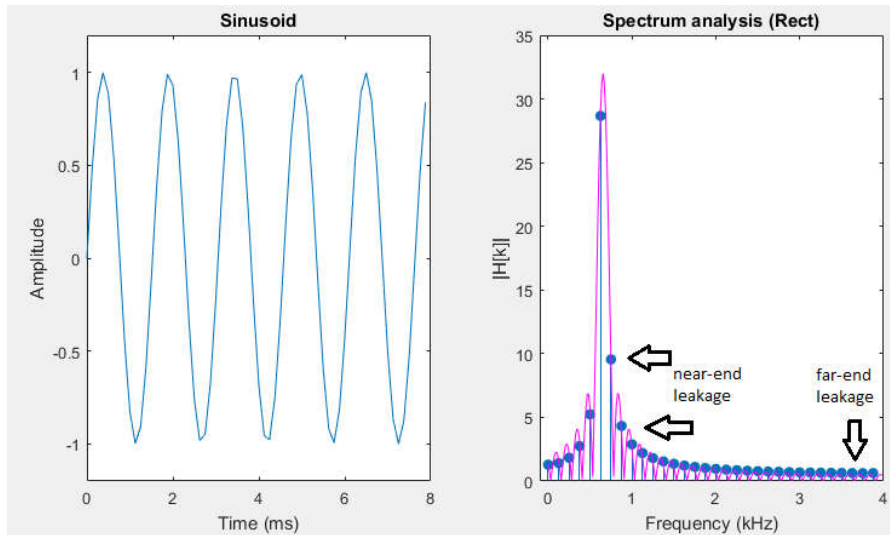 Sinusoid
Amplitude
1
0.5
0
-0.5
-1
0 2 4 6 8
Time (ms)
Spectrum analysis (Rect)
|H[k]|
35
30
25
20
15
10
5
0
near-end
leakage
far-end
leakage
0 1 2 3 4
Frequency (kHz)